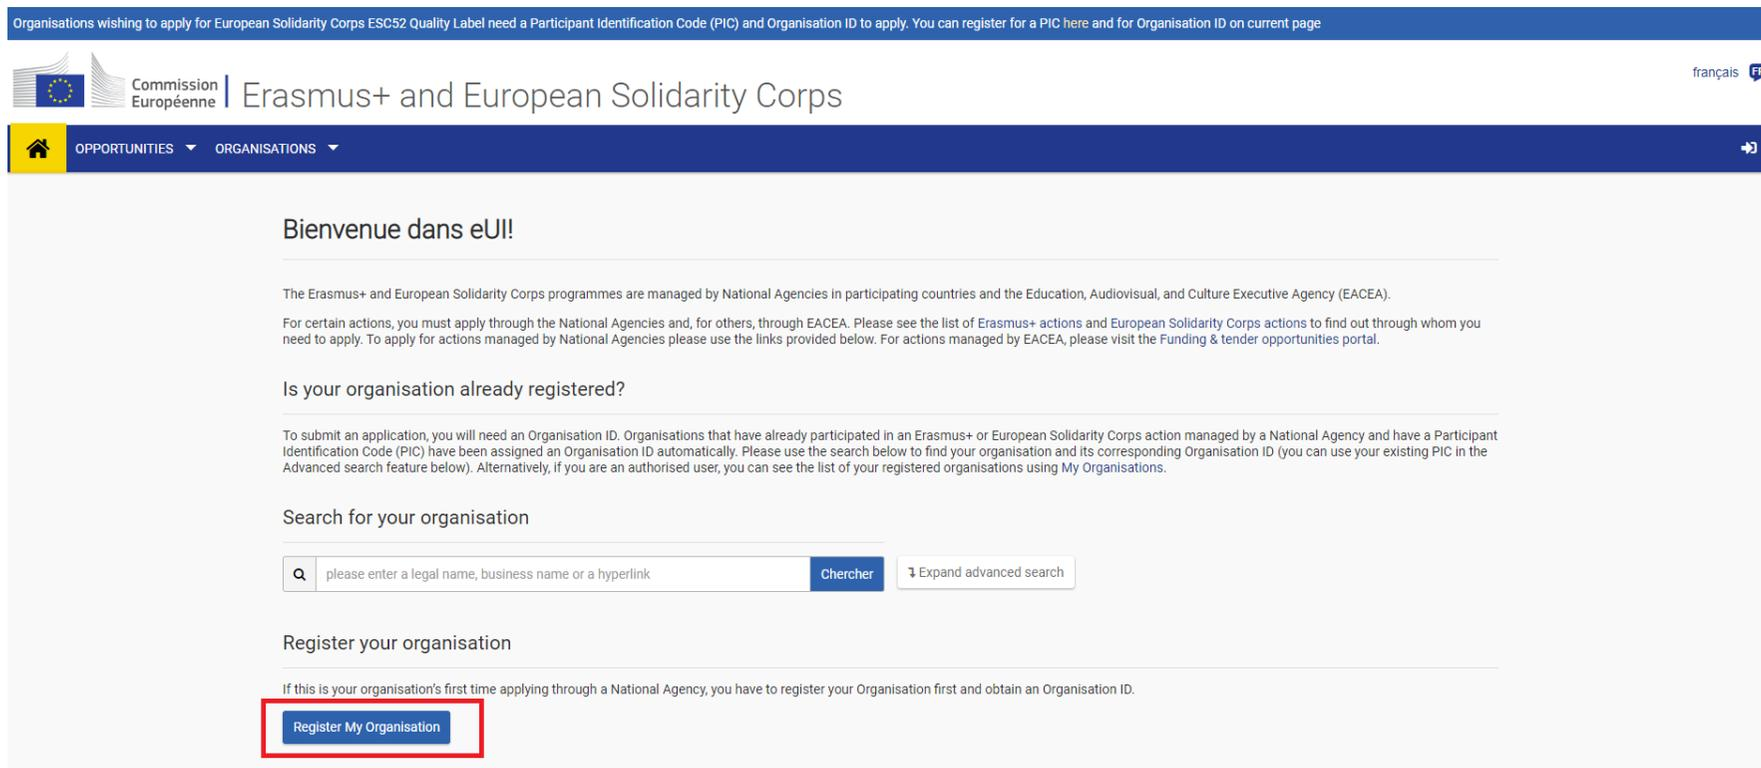 Organisations wishing to apply for European Solidarity Corps ESC52 Quality Label need a Participant Identification Code (PIC) and Organisation ID to apply. You can register for a PIC here and for Organisation ID on current page
Commission
Européenne
Erasmus+ and European Solidarity Corps
français
OPPORTUNITIES
ORGANISATIONS
Bienvenue dans eUI!
The Erasmus+ and European Solidarity Corps programmes are managed by National Agencies in participating countries and the Education, Audiovisual, and Culture Executive Agency (EACEA).
For certain actions, you must apply through the National Agencies and, for others, through EACEA. Please see the list of Erasmus+ actions and European Solidarity Corps actions to find out through whom you
need to apply. To apply for actions managed by National Agencies please use the links provided below. For actions managed by EACEA, please visit the Funding & tender opportunities portal.
Is your organisation already registered?
To submit an application, you will need an Organisation ID. Organisations that have already participated in an Erasmus+ or European Solidarity Corps action managed by a National Agency and have a Participant
Identification Code (PIC) have been assigned an Organisation ID automatically. Please use the search below to find your organisation and its corresponding Organisation ID (you can use your existing PIC in the
Advanced search feature below). Alternatively, if you are an authorised user, you can see the list of your registered organisations using My Organisations.
Search for your organisation
please enter a legal name, business name or a hyperlink
Chercher
Expand advanced search
Register your organisation
If this is your organisation's first time applying through a National Agency, you have to register your Organisation first and obtain an Organisation ID.
Register My Organisation